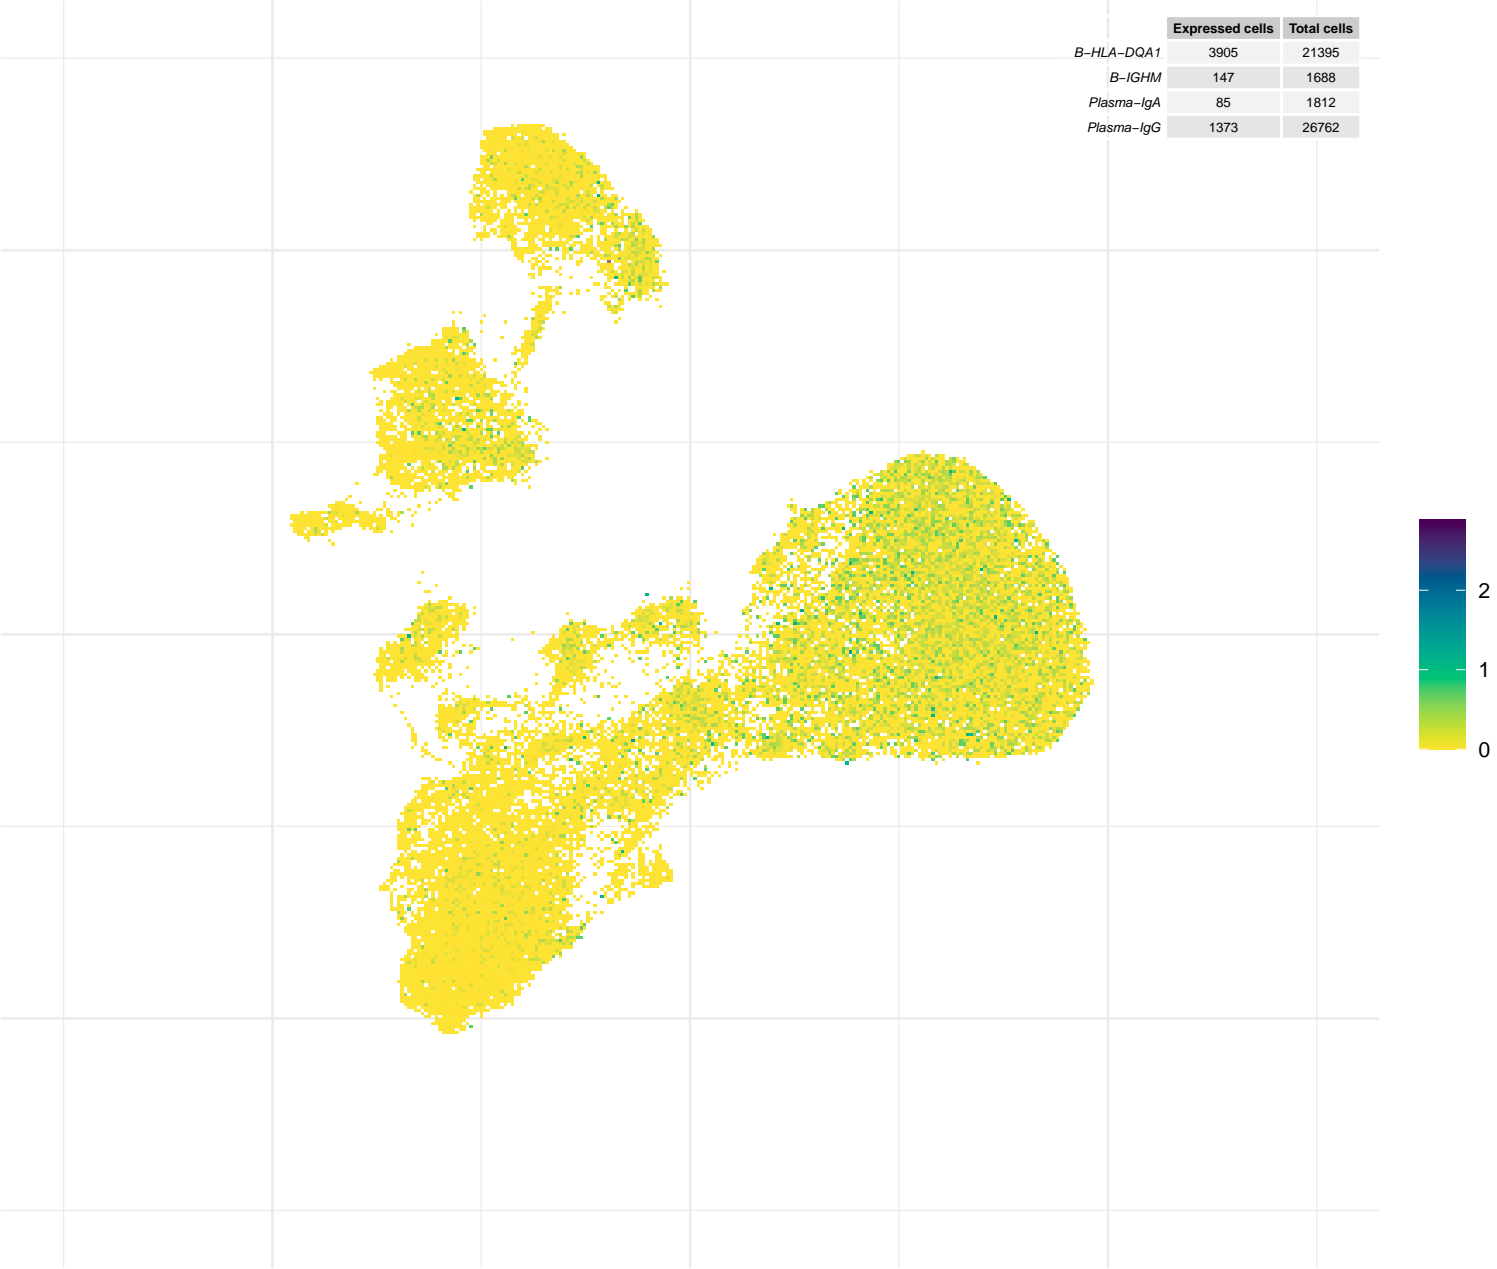 Expressed cells Total cells
B−HLA−DQA1 3905 21395
B−IGHM 147 1688
Plasma−IgA 85 1812
Plasma−IgG 1373 26762
2
1
0